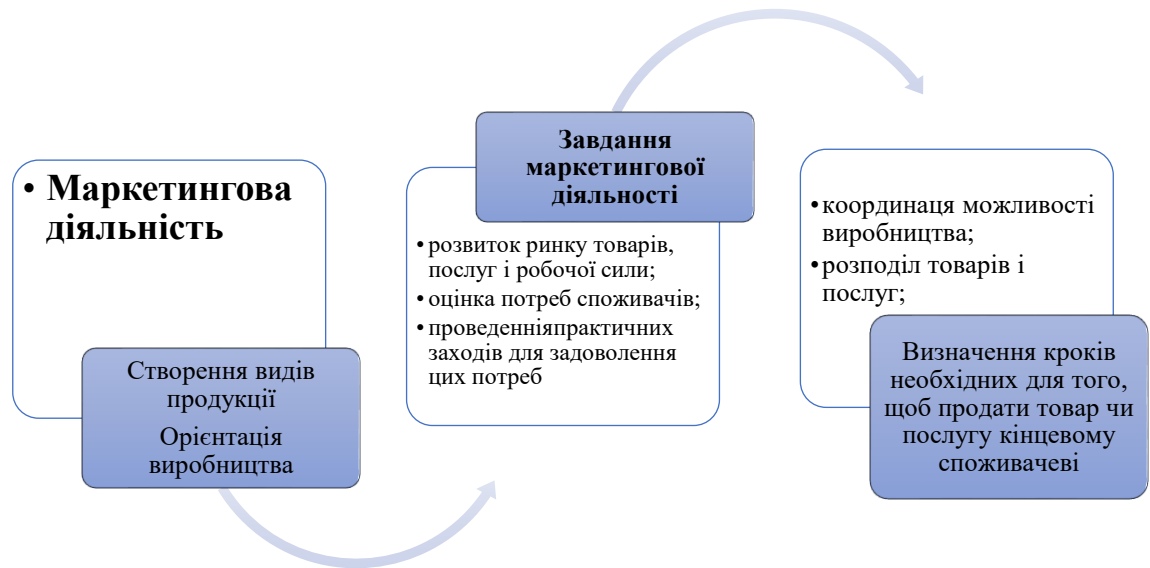 • Маркетингова
діяльність
Створення видів
продукції
Орієнтація
виробництва
Завдання
маркетингової
діяльності
•розвиток ринку товарів,
послуг і робочої сили;
•оцінка потреб споживачів;
•проведенніяпрактичних
заходів для задоволення
цих потреб
•координаця можливості
виробництва;
•розподіл товарів і
послуг;
Визначення кроків
необхідних для того,
щоб продати товар чи
послугу кінцевому
споживачеві